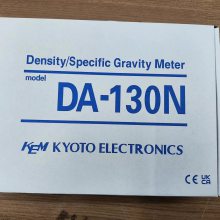 Density/Specific Gravity Meter
model
DA-130N
KEM KYOTO ELECTRONICS
CE UK
CA